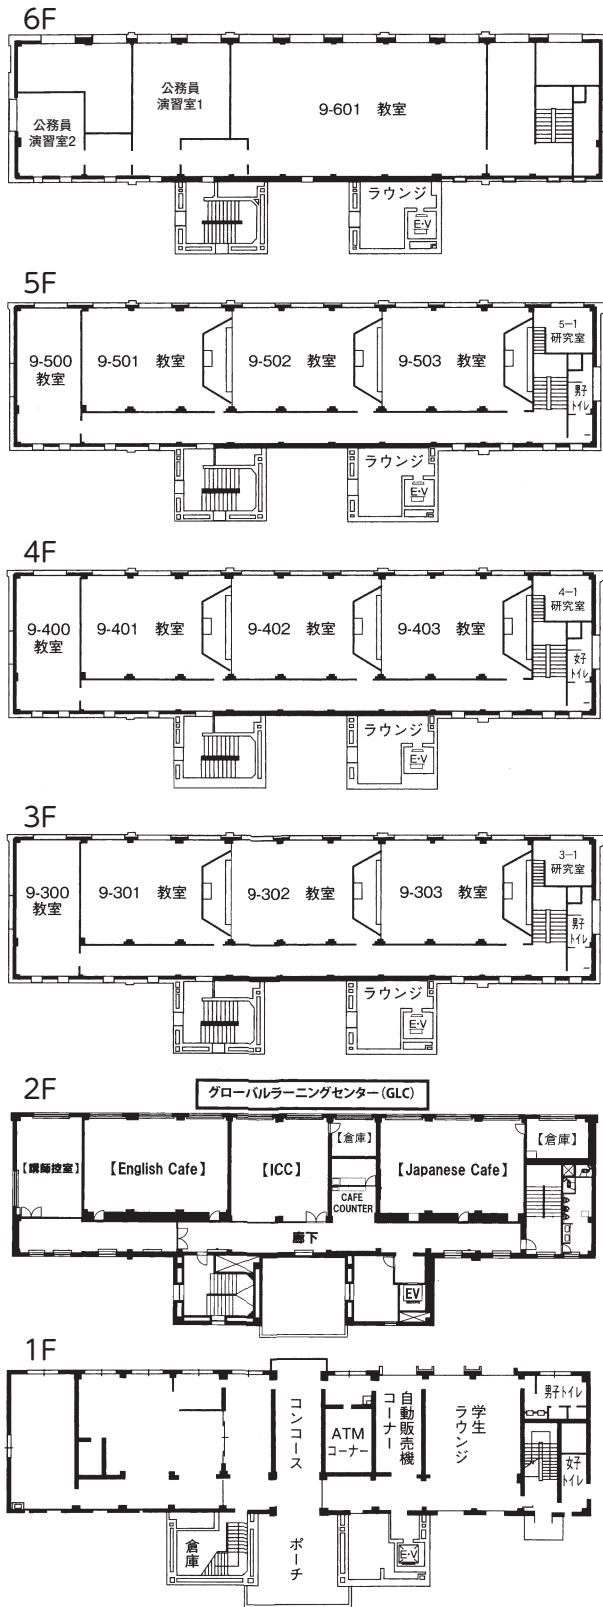 6F
公務員
演習室1
9-601 教室
公務員
演習室2
ラウンジ
E・V
5F
5-1
研究室
9-500
教室
9-501 教室
9-502 教室
9-503 教室
男子
トイレ
ラウンジ
E・V
4F
4-1
研究室
9-400
教室
9-401 教室
9-402 教室
9-403 教室
女子
トイレ
ラウンジ
E・V
3F
3-1
研究室
9-300
教室
9-301 教室
9-302 教室
9-303 教室
男子
トイレ
ラウンジ
E・V
2F
グローバルラーニングセンター(GLC)
【倉庫】
【倉庫】
【講師控室】
【English Cafe】
【ICC】
【Japanese Cafe】
CAFE
COUNTER
廊下
EV
1F
コンコース
ATM
コーナー
自動販売機
コーナー
学生
ラウンジ
男子トイレ
女子
トイレ
倉庫
ポーチ
E・V